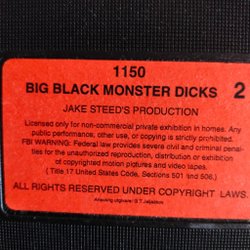 1150
BIG BLACK MONSTER DICKS 2
JAKE STEED'S PRODUCTION
Licensed only for non-commercial private exhibition in homes. Any
public performance, other use, or copying is strictly prohibited.
FBI WARNING: Federal law provides severe civil and criminal penal-
ties for the unauthorized reproduction, distribution or exhibition
of copyrighted motion pictures and video tapes.
( Title 17 United States Code, Sections 501 and 506.)
ALL RIGHTS RESERVED UNDER COPYRIGHT LAWS.
Ansvarig utgivare: